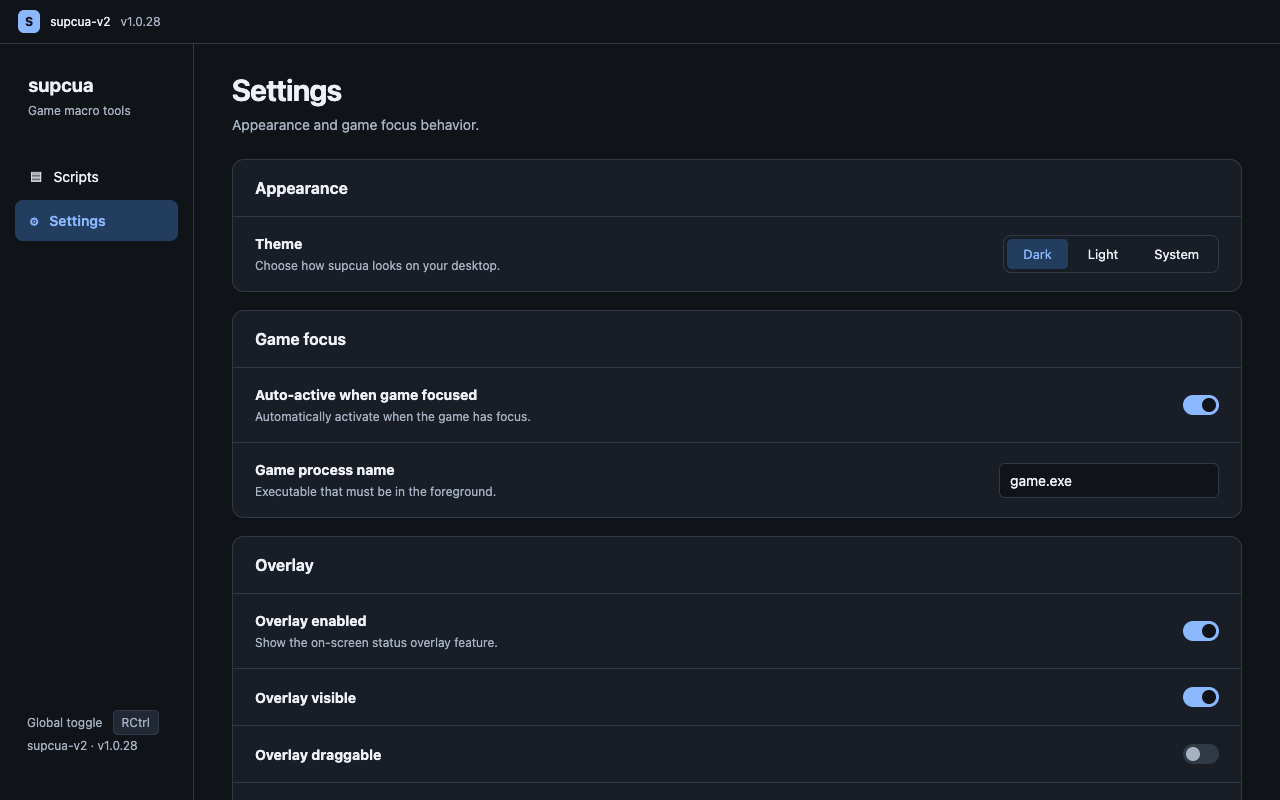 S supcua-v2 v1.0.28
supcua
Game macro tools
Scripts
Settings
Global toggle RCtrl
supcua-v2 · v1.0.28
Settings
Appearance and game focus behavior.
Appearance
Theme
Choose how supcua looks on your desktop.
Dark Light System
Game focus
Auto-active when game focused
Automatically activate when the game has focus.
Game process name
Executable that must be in the foreground.
game.exe
Overlay
Overlay enabled
Show the on-screen status overlay feature.
Overlay visible
Overlay draggable